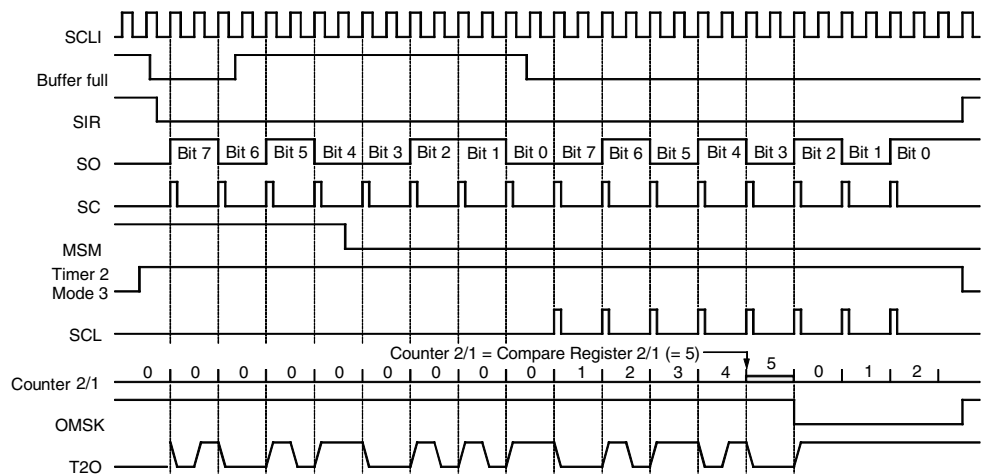 SCLI
Buffer full
SIR
SO Bit 7 Bit 6 Bit 5 Bit 4 Bit 3 Bit 2 Bit 1 Bit 0 Bit 7 Bit 6 Bit 5 Bit 4 Bit 3 Bit 2 Bit 1 Bit 0
SC
MSM
Timer 2
Mode 3
SCL
Counter 2/1 = Compare Register 2/1 (= 5)
Counter 2/1 0 0 0 0 0 0 0 0 0 1 2 3 4 5 0 1 2
OMSK
T2O